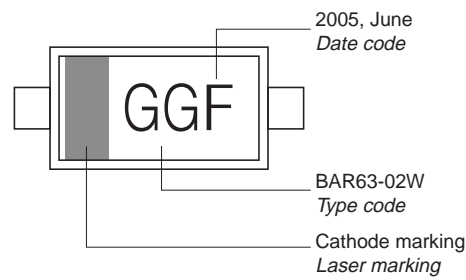 2005, June
Date code
GGF
BAR63-02W
Type code
Cathode marking
Laser marking